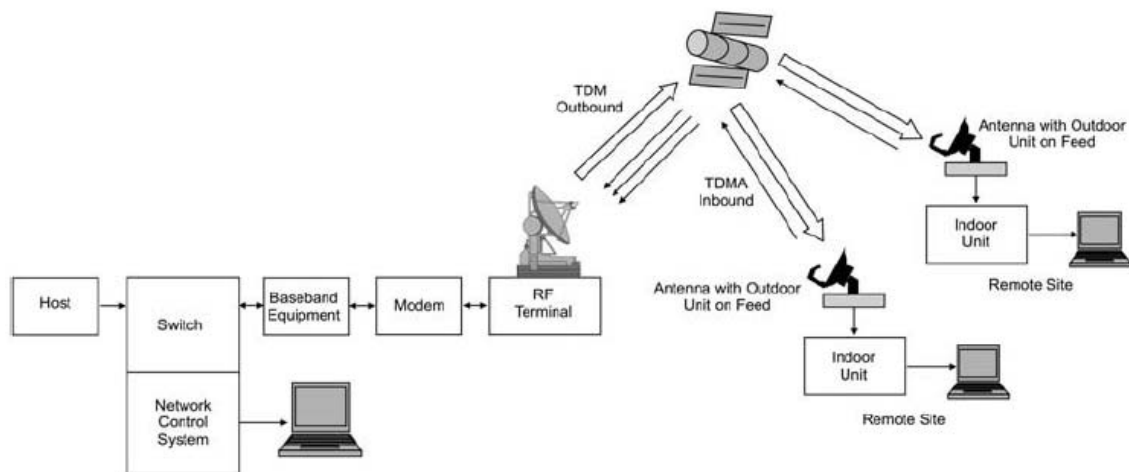 TDM
Outbound
TDMA
Inbound
Antenna with Outdoor
Unit on Feed
Indoor
Unit
Remote Site
Antenna with Outdoor
Unit on Feed
Indoor
Unit
Remote Site
Host
Switch
Baseband
Equipment
Modem
RF
Terminal
Network
Control
System